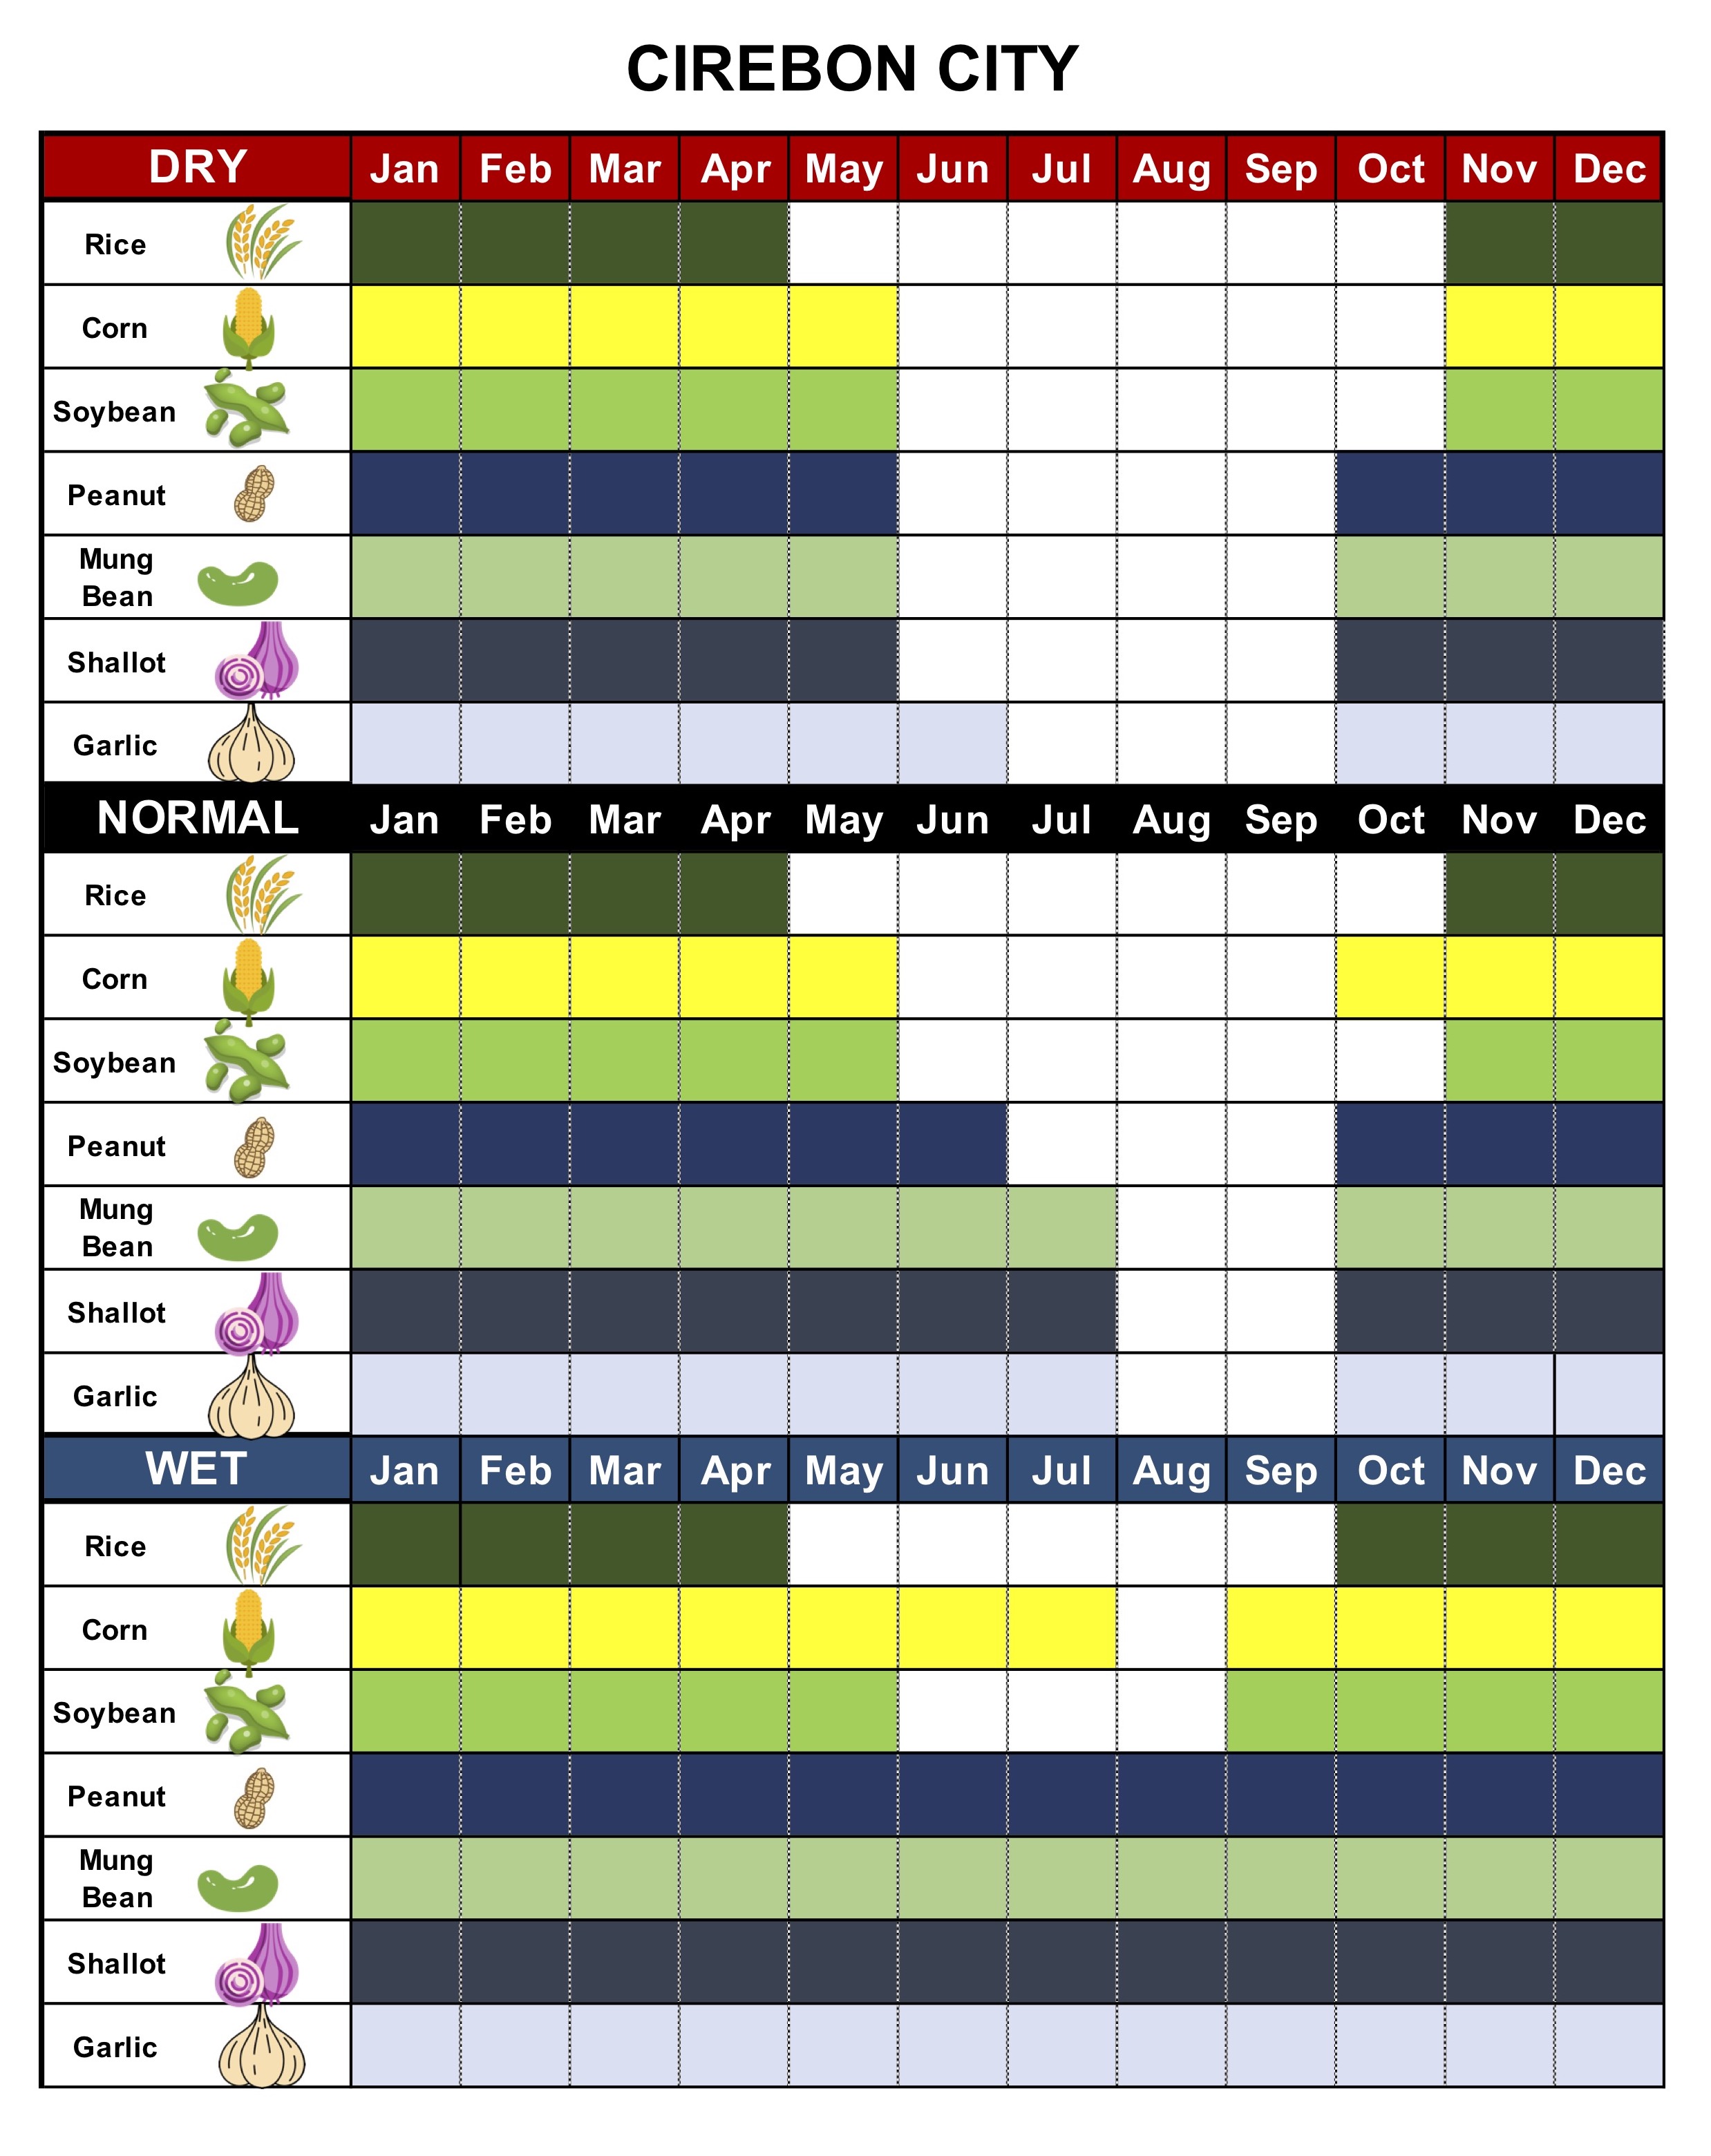 CIREBON CITY
DRY Jan Feb Mar Apr May Jun Jul Aug Sep Oct Nov Dec
Rice
Corn
Soybean
Peanut
Mung
Bean
Shallot
Garlic
NORMAL Jan Feb Mar Apr May Jun Jul Aug Sep Oct Nov Dec
Rice
Corn
Soybean
Peanut
Mung
Bean
Shallot
Garlic
WET Jan Feb Mar Apr May Jun Jul Aug Sep Oct Nov Dec
Rice
Corn
Soybean
Peanut
Mung
Bean
Shallot
Garlic